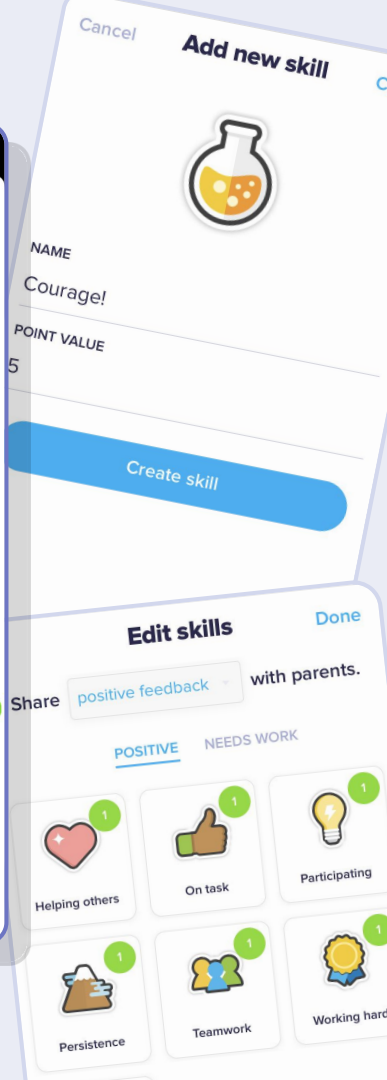 Cancel
Add new skill
NAME
Courage!
POINT VALUE
5
Create skill
Edit skills
Done
Share positive feedback with parents.
POSITIVE
NEEDS WORK
1
1
1
Helping others
On task
Participating
1
1
1
Persistence
Teamwork
Working hard